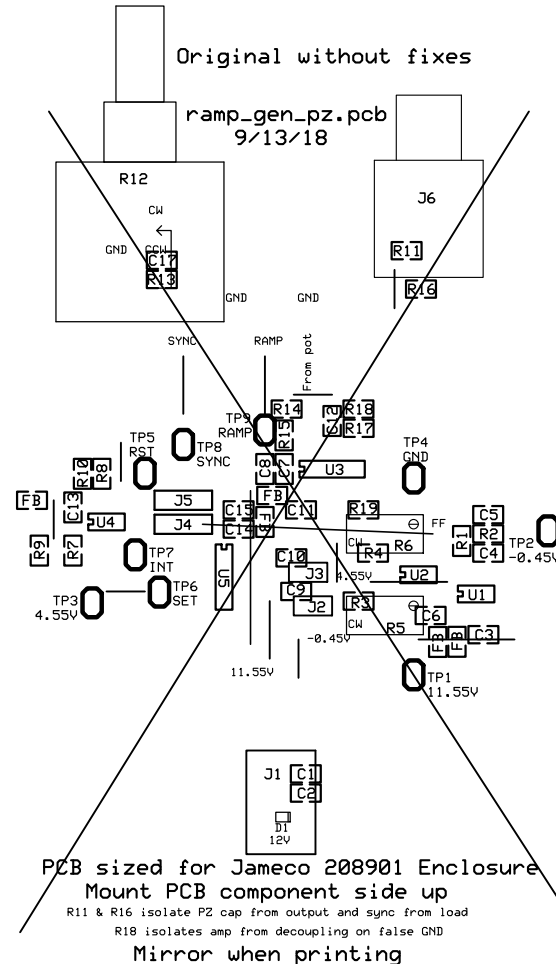 Original without fixes
ramp_gen_pz.pcb
9/13/18
R12
J6
CW
GND
CCW
C17
R13
R11
R16
GND
GND
SYNC
RAMP
From pot
R14
C12
R18
R17
TP9
RAMP
R15
TP8
SYNC
TP5
RST
TP4
GND
R10
R8
C8
C7
U3
FB
C13
J5
FB
C15
C11
R19
C5
U4
J4
C14
FB
FF
R2
R1
TP2
-0.45V
CW
R6
R9
R7
TP7
INT
C10
R4
C4
J3
4.55V
U2
U5
TP6
SET
C9
U1
TP3
4.55V
J2
R3
C6
CW
R5
-0.45V
FB
FB
C3
11.55V
TP1
11.55V
J1
C1
C2
D1
12V
PCB sized for Jameco 208901 Enclosure
Mount PCB component side up
R11 & R16 isolate PZ cap from output and sync from load
R18 isolates amp from decoupling on false GND
Mirror when printing